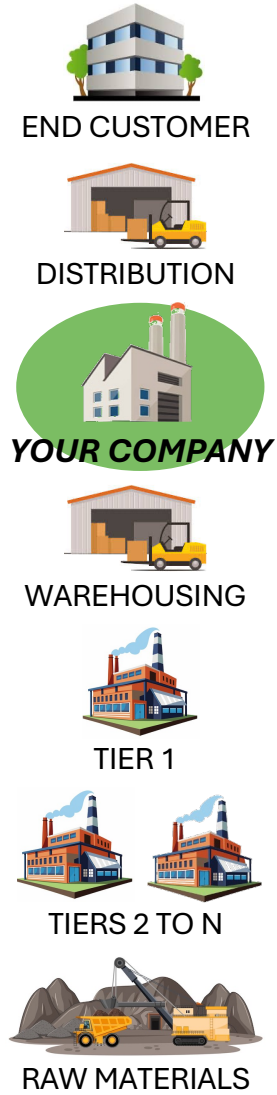 END CUSTOMER
DISTRIBUTION
YOUR COMPANY
WAREHOUSING
TIER 1
TIERS 2 TO N
RAW MATERIALS